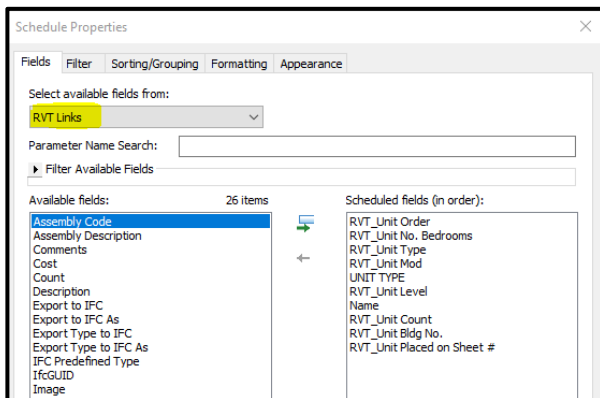 Schedule Properties
Fields Filter Sorting/Grouping Formatting Appearance
Select available fields from:
RVT Links
Parameter Name Search:
Filter Available Fields
Available fields: 26 items
Assembly Code
Assembly Description
Comments
Cost
Count
Description
Export to IFC
Export to IFC As
Export Type to IFC
Export Type to IFC As
IFC Predefined Type
IfcGUID
Image
Scheduled fields (in order):
RVT_Unit Order
RVT_Unit No. Bedrooms
RVT_Unit Type
RVT_Unit Mod
UNIT TYPE
RVT_Unit Level
Name
RVT_Unit Count
RVT_Unit Bldg No.
RVT_Unit Placed on Sheet #